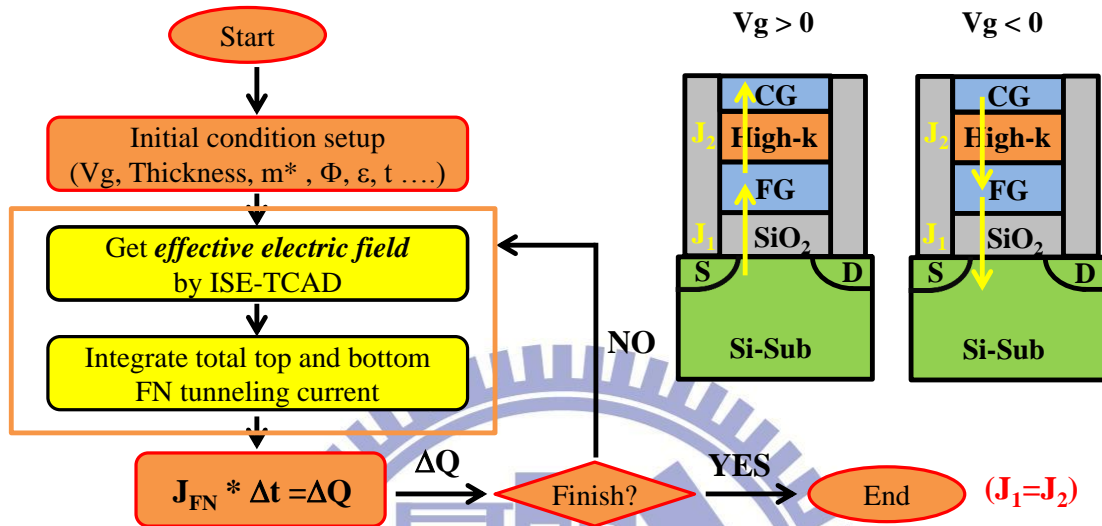 Start
Initial condition setup
(Vg, Thickness, m* , Φ, ε, t ….)
Get effective electric field
by ISE-TCAD
Integrate total top and bottom
FN tunneling current
J_FN * Δt =ΔQ
ΔQ
Finish?
NO
YES
End
(J₁=J₂)
Vg > 0
CG
J₂
High-k
FG
J₁
SiO₂
S
D
Si-Sub
Vg < 0
CG
J₂
High-k
FG
J₁
SiO₂
S
D
Si-Sub